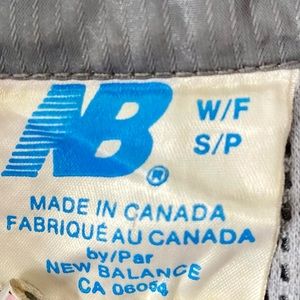 NB®
W/F
S/P
MADE IN CANADA
FABRIQUÉ AU CANADA
by/Par
NEW BALANCE
CA